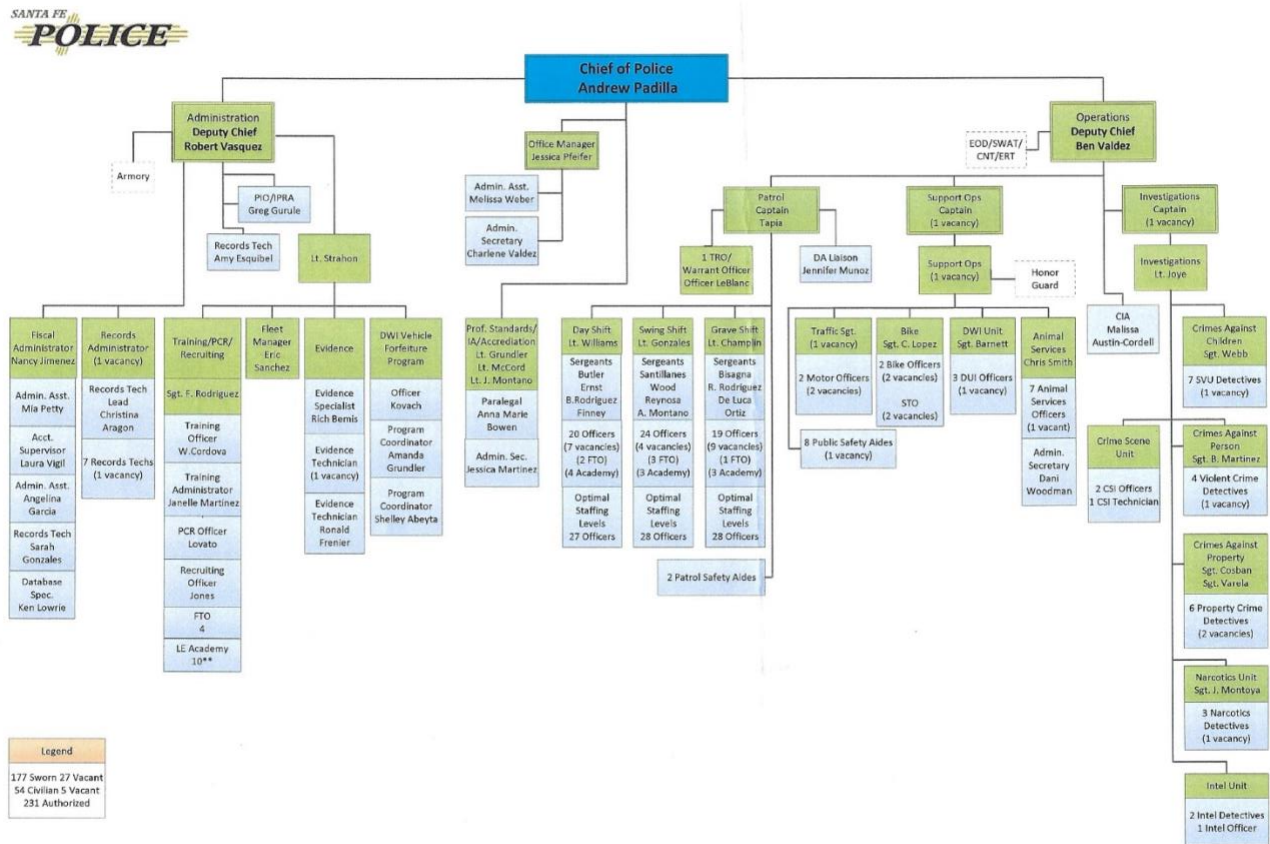 SANTA FE
POLICE
Chief of Police
Andrew Padilla
Administration
Deputy Chief
Robert Vasquez
Armory
PIO/IPRA
Greg Gurule
Records Tech
Amy Esquibel
Lt. Strahon
Office Manager
Jessica Pfeifer
Admin. Asst.
Melissa Weber
Admin.
Secretary
Charlene Valdez
Operations
Deputy Chief
Ben Valdez
EOD/SWAT/
CNT/ERT
Patrol
Captain
Tapia
1 TRO/
Warrant Officer
Officer LeBlanc
DA Liaison
Jennifer Munoz
Support Ops
Captain
(1 vacancy)
Support Ops
(1 vacancy)
Honor
Guard
Investigations
Captain
(1 vacancy)
Investigations
Lt. Joye
CIA
Malissa
Austin-Cordell
Fiscal
Administrator
Nancy Jimenez
Admin. Asst.
Mia Petty
Acct.
Supervisor
Laura Vigil
Admin. Asst.
Angelina
Garcia
Records Tech
Sarah
Gonzales
Database
Spec.
Ken Lowrie
Records
Administrator
(1 vacancy)
Records Tech
Lead
Christina
Aragon
7 Records Techs
(1 vacancy)
Training/PCR/
Recruiting
Sgt. F. Rodriguez
Training
Officer
W.Cordova
Training
Administrator
Janelle Martinez
PCR Officer
Lovato
Recruiting
Officer
Jones
FTO
4
LE Academy
10**
Fleet
Manager
Eric
Sanchez
Evidence
Evidence
Specialist
Rich Bemis
Evidence
Technician
(1 vacancy)
Evidence
Technician
Ronald
Frenier
DWI Vehicle
Forfeiture
Program
Officer
Kovach
Program
Coordinator
Amanda
Grundler
Program
Coordinator
Shelley Abeyta
Prof. Standards/
IA/Accrediation
Lt. Grundler
Lt. McCord
Lt. J. Montano
Paralegal
Anna Marie
Bowen
Admin. Sec.
Jessica Martinez
Day Shift
Lt. Williams
Sergeants
Butler
Ernst
B.Rodriguez
Finney
20 Officers
(7 vacancies)
(2 FTO)
(4 Academy)
Optimal
Staffing
Levels
27 Officers
Swing Shift
Lt. Gonzales
Sergeants
Santillanes
Wood
Reynosa
A. Montano
24 Officers
(4 vacancies)
(3 FTO)
(3 Academy)
Optimal
Staffing
Levels
28 Officers
Grave Shift
Lt. Champlin
Sergeants
Bisagna
R. Rodriguez
De Luca
Ortiz
19 Officers
(9 vacancies)
(1 FTO)
(3 Academy)
Optimal
Staffing
Levels
28 Officers
2 Patrol Safety Aides
Traffic Sgt.
(1 vacancy)
2 Motor Officers
(2 vacancies)
8 Public Safety Aides
(1 vacancy)
Bike
Sgt. C. Lopez
2 Bike Officers
(2 vacancies)
STO
(2 vacancies)
DWI Unit
Sgt. Barnett
3 DUI Officers
(1 vacancy)
Animal
Services
Chris Smith
7 Animal
Services
Officers
(1 vacant)
Admin.
Secretary
Dani
Woodman
Crimes Against
Children
Sgt. Webb
7 SVU Detectives
(1 vacancy)
Crime Scene
Unit
2 CSI Officers
1 CSI Technician
Crimes Against
Person
Sgt. B. Martinez
4 Violent Crime
Detectives
(1 vacancy)
Crimes Against
Property
Sgt. Cosban
Sgt. Varela
6 Property Crime
Detectives
(2 vacancies)
Narcotics Unit
Sgt. J. Montoya
3 Narcotics
Detectives
(1 vacancy)
Intel Unit
2 Intel Detectives
1 Intel Officer
Legend
177 Sworn 27 Vacant
54 Civilian 5 Vacant
231 Authorized